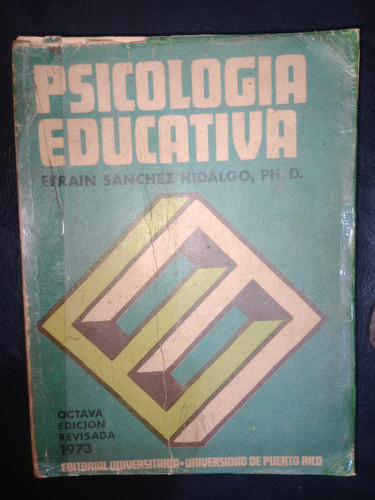 PSICOLOGIA
EDUCATIVA
EFRAIN SANCHEZ HIDALGO, PH. D.
OCTAVA
EDICION
REVISADA
1973
EDITORIAL UNIVERSITARIA • UNIVERSIDAD DE PUERTO RICO